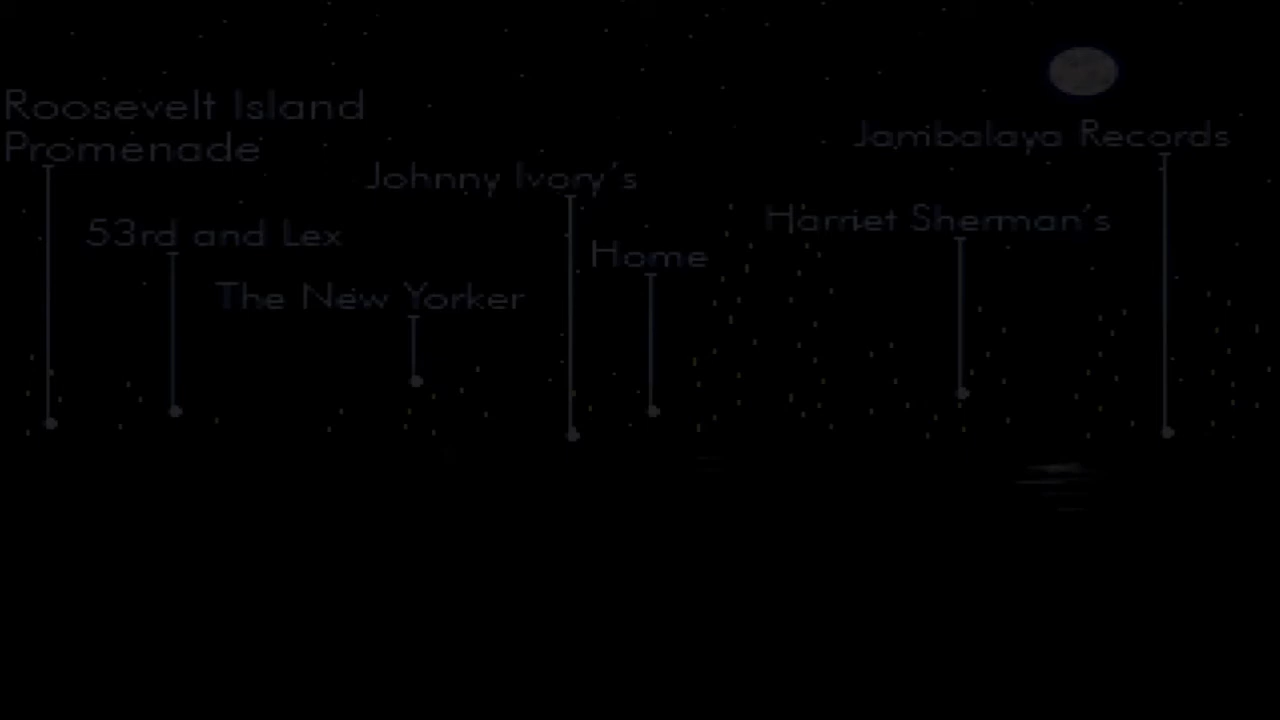 Roosevelt Island
Promenade
Jambalaya Records
Johnny Ivory's
Harriet Sherman's
53rd and Lex
Home
The New Yorker